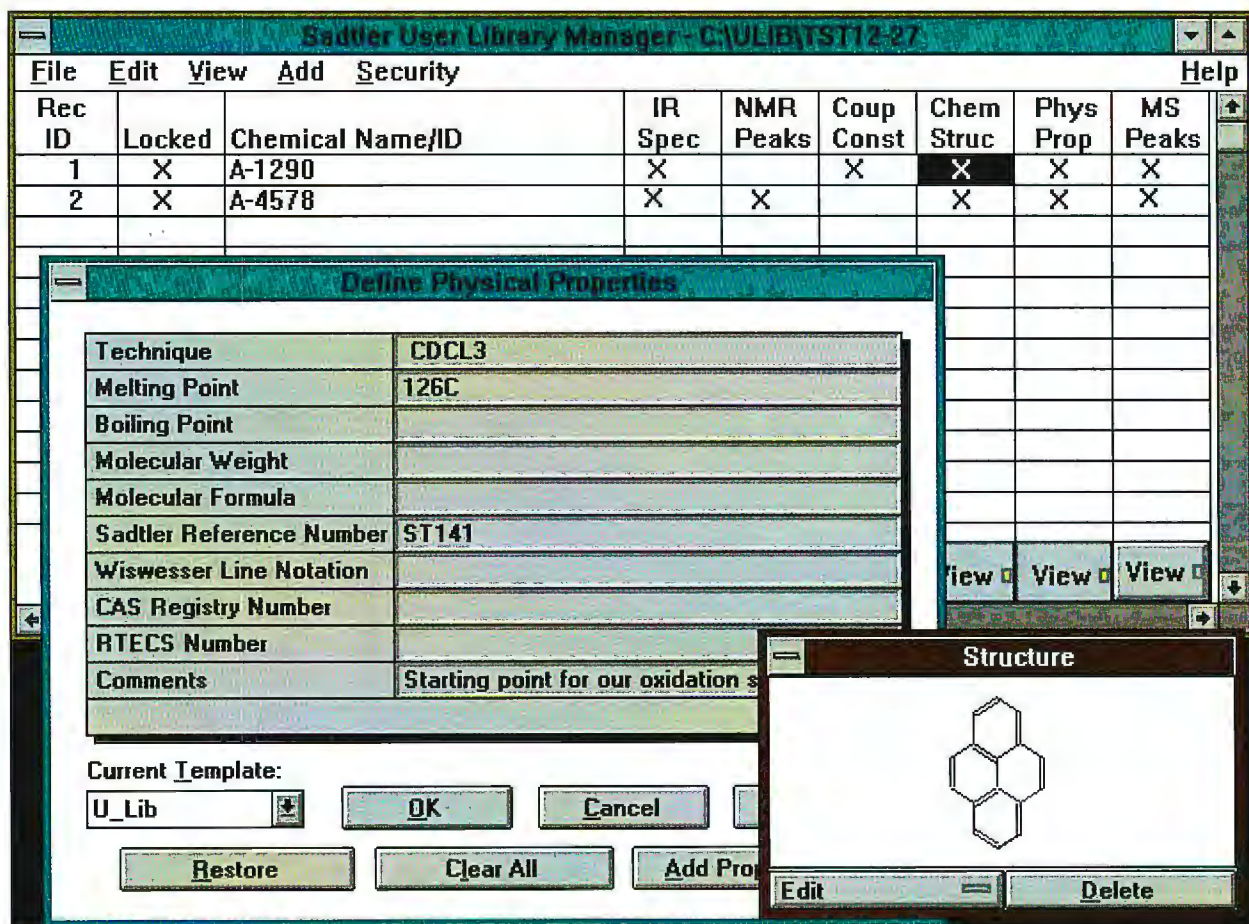 Sadtler User Library Manager - C:\ULIB\TST12-27
File Edit View Add Security Help
Rec ID Locked Chemical Name/ID IR Spec NMR Peaks Coup Const Chem Struc Phys Prop MS Peaks
1 X A-1290 X X X X X
2 X A-4578 X X X X X
Define Physical Properties
Technique CDCL3
Melting Point 126C
Boiling Point
Molecular Weight
Molecular Formula
Sadtler Reference Number ST141
Wiswesser Line Notation
CAS Registry Number
RTECS Number
Comments Starting point for our oxidation s
View View View
Structure
Current Template:
U_Lib OK Cancel
Restore Clear All Add Prop
Edit Delete